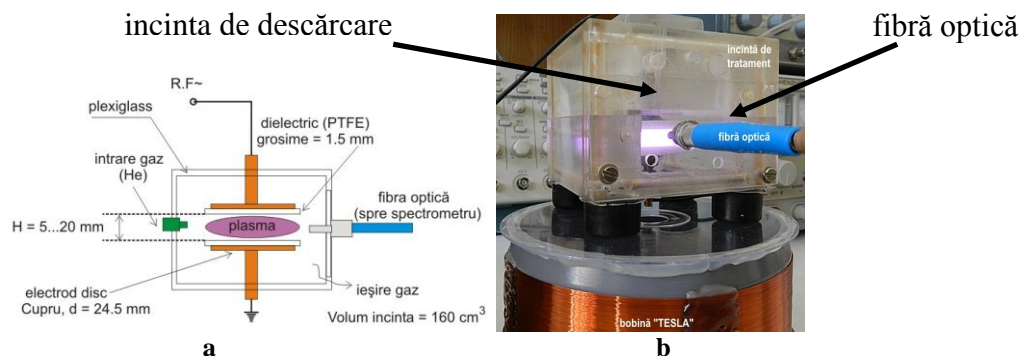 incinta de descărcare
fibră optică
R.F~
plexiglass
dielectric (PTFE)
grosime = 1.5 mm
intrare gaz
(He)
fibra optică
(spre spectrometru)
plasma
H = 5...20 mm
electrod disc
Cupru, d = 24.5 mm
ieşire gaz
Volum incinta = 160 cm³
a
incintă de
tratament
fibră optică
bobină "TESLA"
b